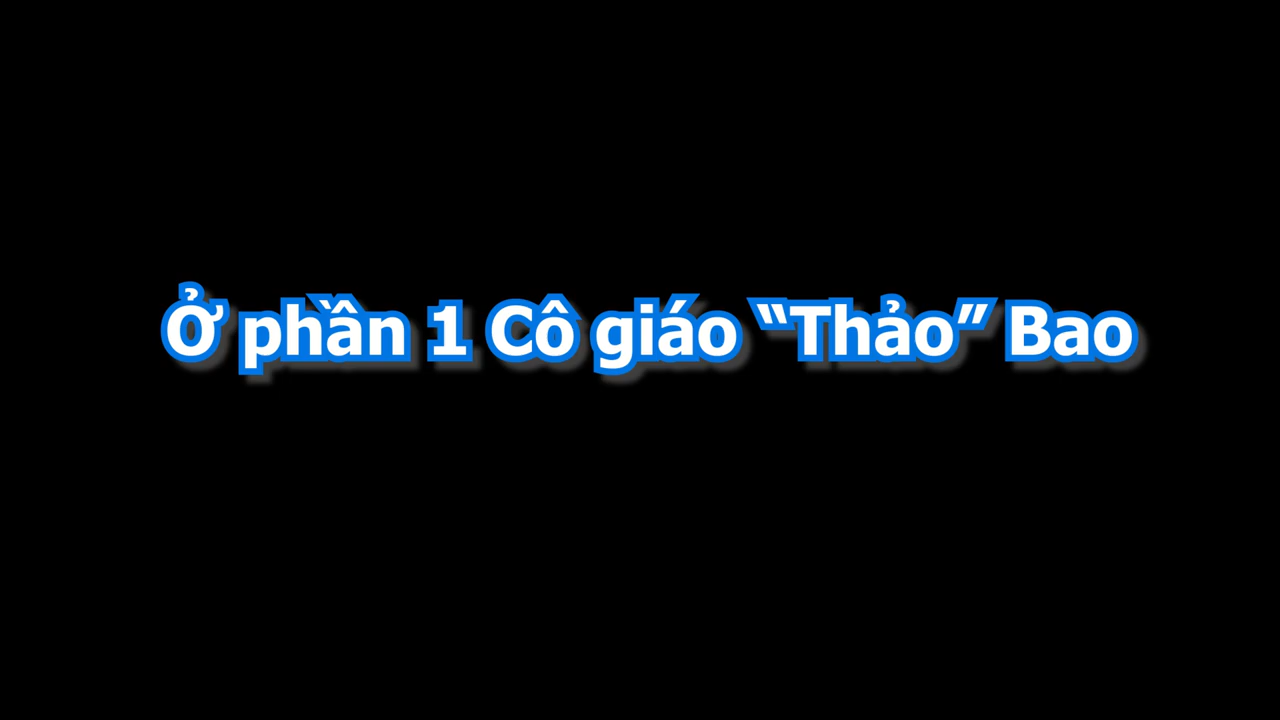 Ở phần 1 Cô giáo “Thảo” Bao